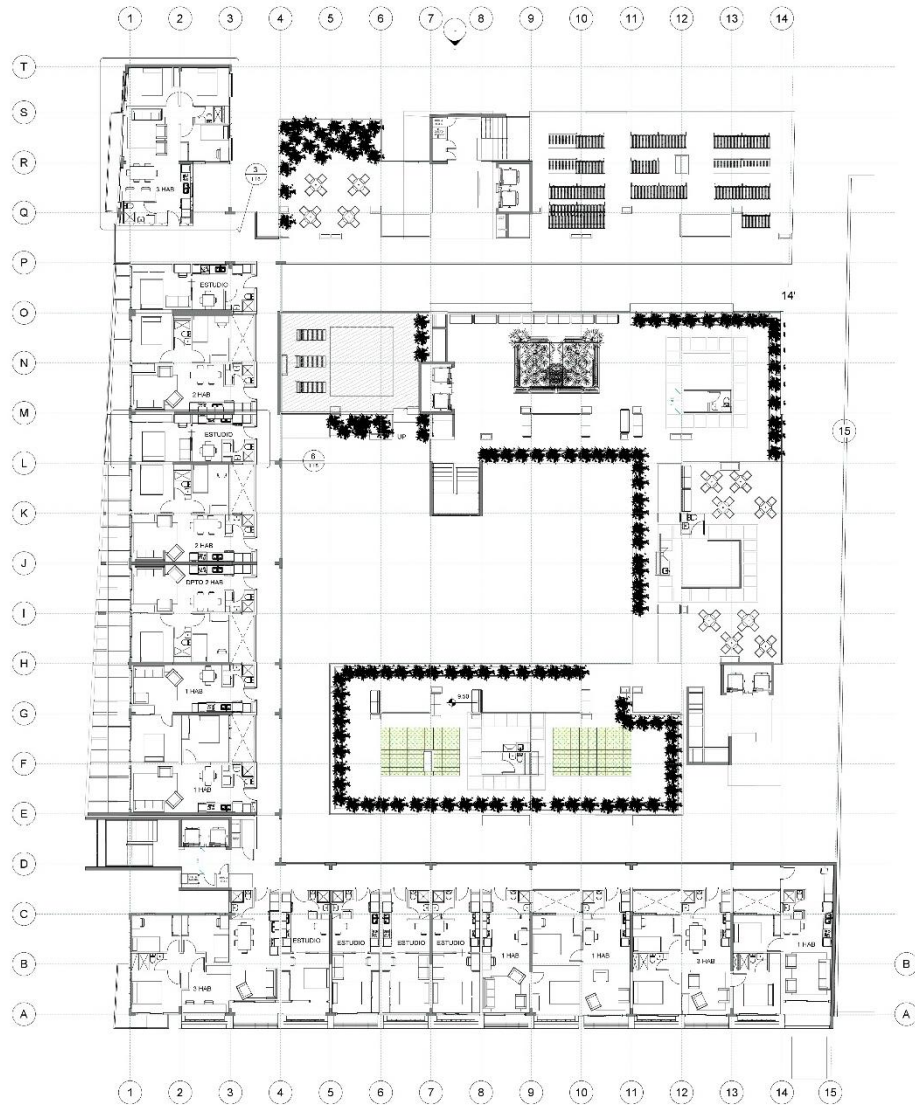 1 2 3 4 5 6 7 8 9 10 11 12 13 14
T
S
R
3
3 HAB
Q
P
ESTUDIO
14'
O
N
2 HAB
M
ESTUDIO
UP
15
L
6
K
2 HAB
J
DPTO 2 HAB
I
H
1 HAB
G
9.50
F
1 HAB
E
D
C
ESTUDIO ESTUDIO ESTUDIO ESTUDIO
1 HAB 1 HAB 1 HAB
B B
3 HAB
A A
1 2 3 4 5 6 7 8 9 10 11 12 13 14 15